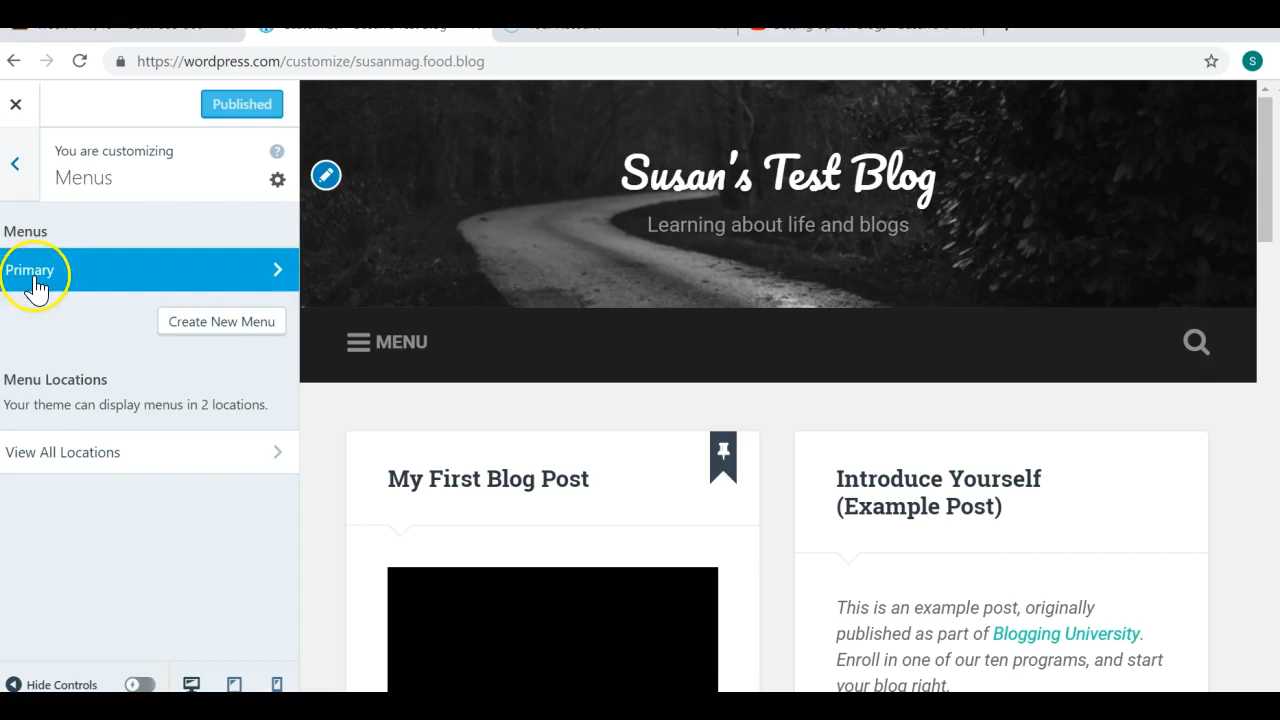 https://wordpress.com/customize/susanmag.food.blog
S
Published
You are customizing
Menus
Menus
Primary
Create New Menu
Menu Locations
Your theme can display menus in 2 locations.
View All Locations
Hide Controls
Susan's Test Blog
Learning about life and blogs
MENU
My First Blog Post
Introduce Yourself
(Example Post)
This is an example post, originally
published as part of Blogging University.
Enroll in one of our ten programs, and start
your blog right.